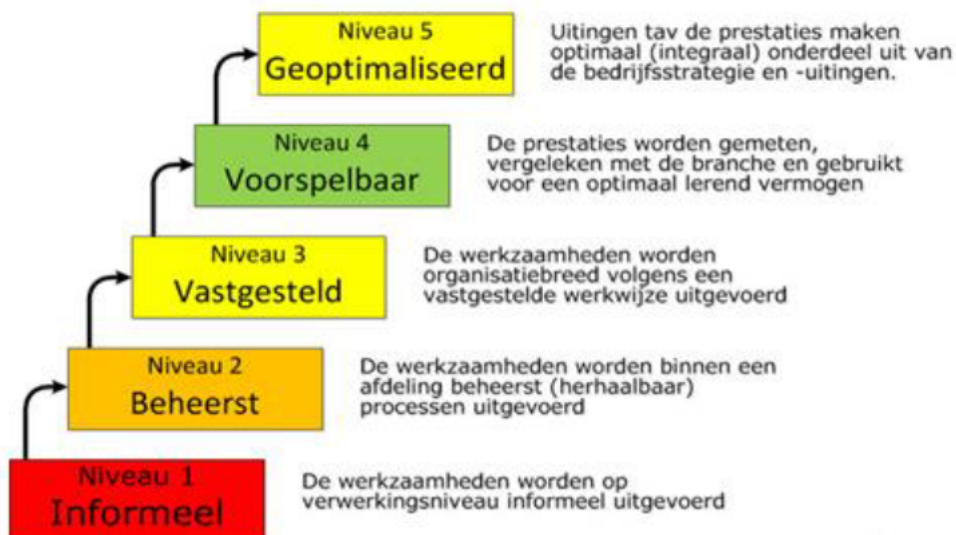 Niveau 5
Geoptimaliseerd
Uitingen tav de prestaties maken
optimaal (integraal) onderdeel uit van
de bedrijfsstrategie en -uitingen.
Niveau 4
Voorspelbaar
De prestaties worden gemeten,
vergeleken met de branche en gebruikt
voor een optimaal lerend vermogen
Niveau 3
Vastgesteld
De werkzaamheden worden
organisatiebreed volgens een
vastgestelde werkwijze uitgevoerd
Niveau 2
Beheerst
De werkzaamheden worden binnen een
afdeling beheerst (herhaalbaar)
processen uitgevoerd
Niveau 1
Informeel
De werkzaamheden worden op
verwerkingsniveau informeel uitgevoerd